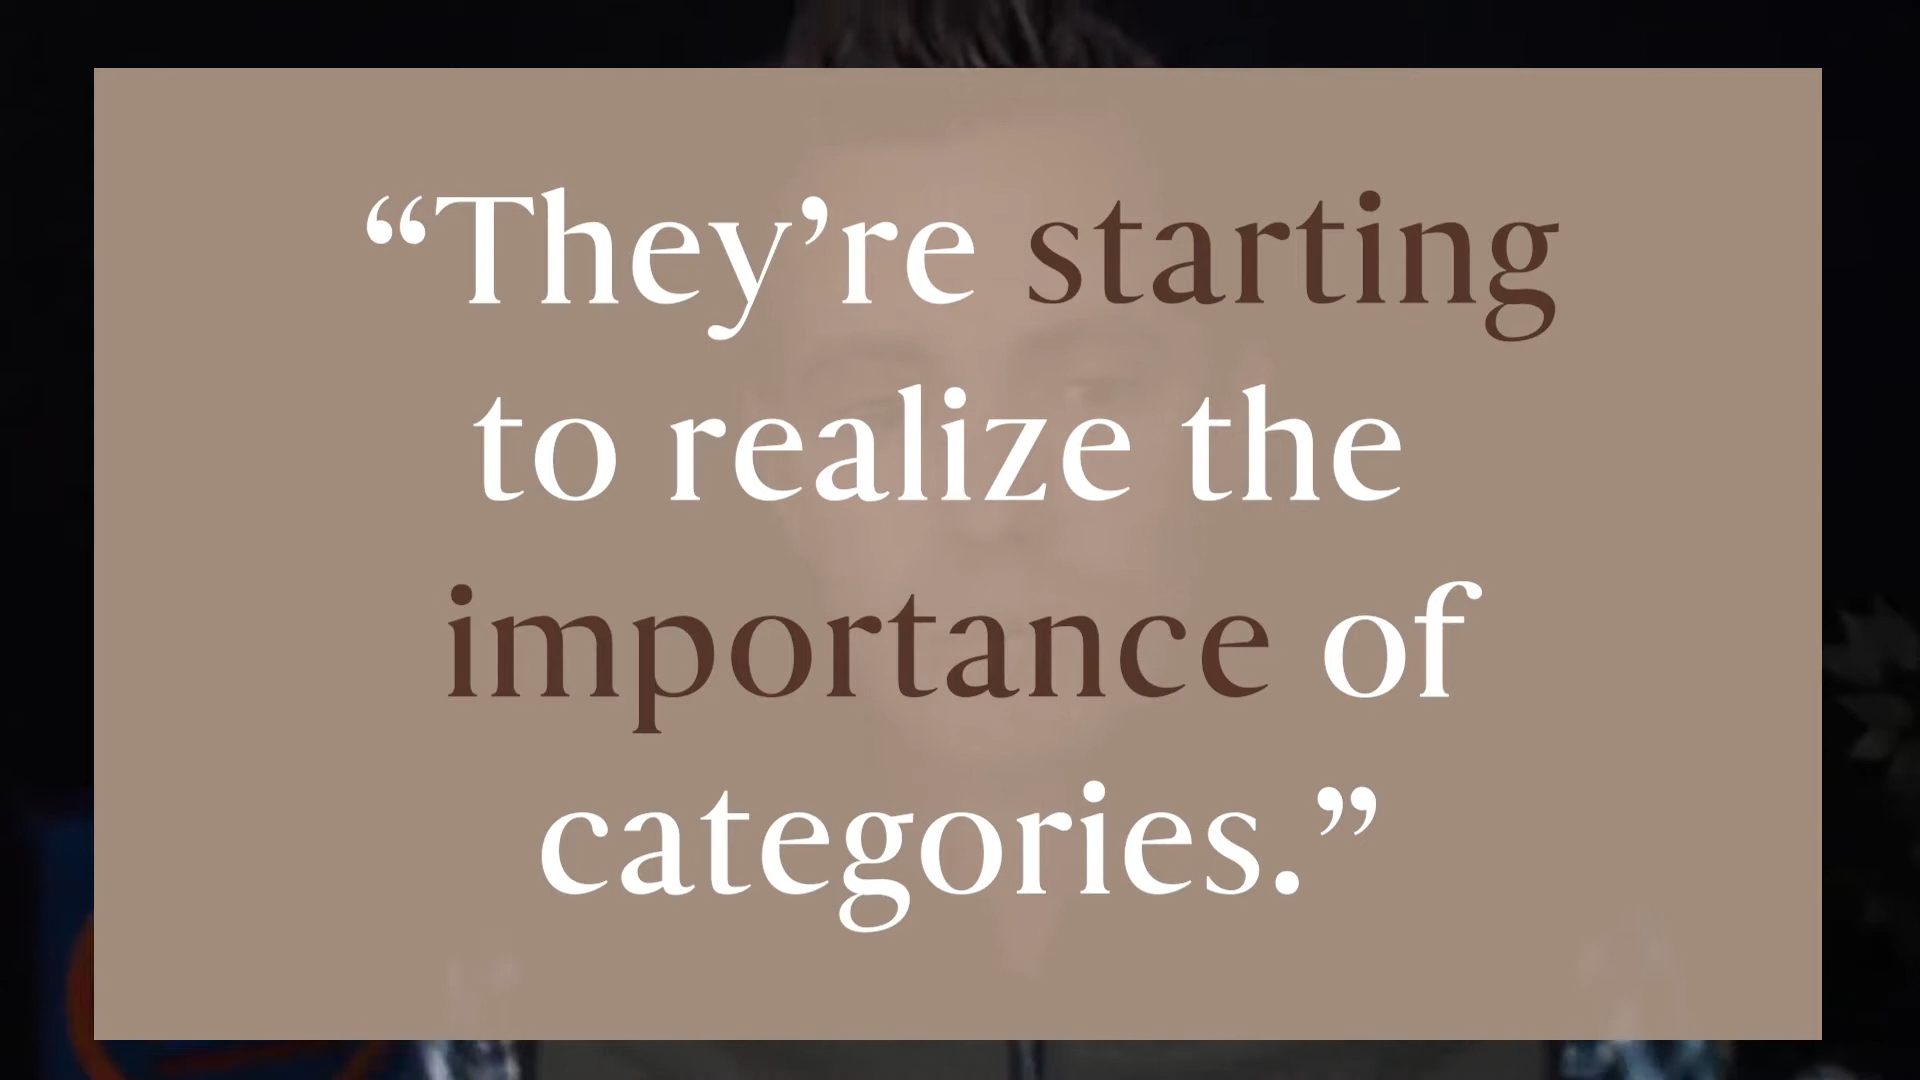 “They’re starting
to realize the
importance of
categories.”